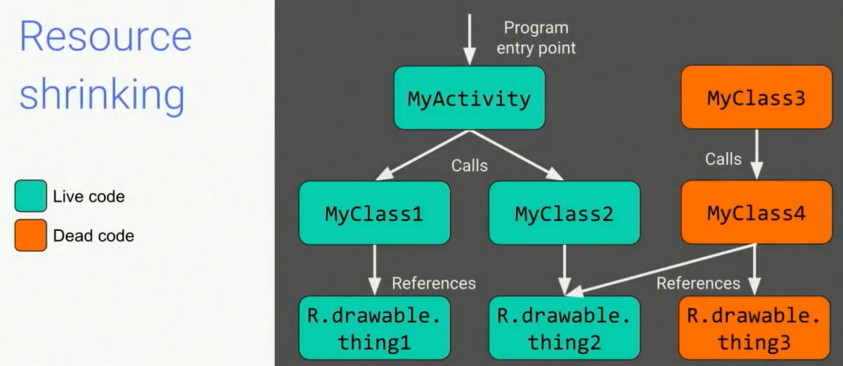 Resource
shrinking
Live code
Dead code
Program
entry point
MyActivity
MyClass3
Calls
Calls
MyClass1
MyClass2
MyClass4
References
References
R.drawable.
thing1
R.drawable.
thing2
R.drawable.
thing3